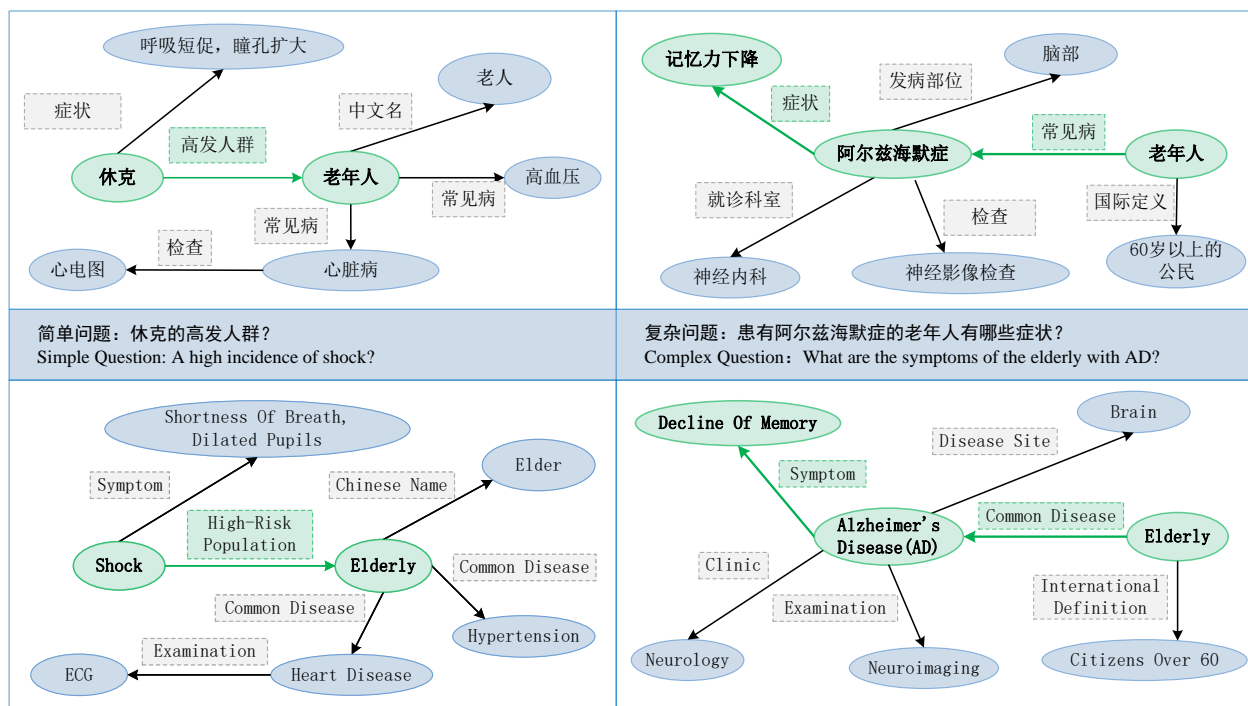 呼吸短促，瞳孔扩大
老人
症状
中文名
高发人群
休克
老年人
高血压
常见病
常见病
检查
心电图
心脏病
记忆力下降
脑部
发病部位
症状
常见病
阿尔兹海默症
老年人
就诊科室
检查
国际定义
神经内科
神经影像检查
60岁以上的
公民
简单问题：休克的高发人群？
Simple Question: A high incidence of shock?
复杂问题：患有阿尔兹海默症的老年人有哪些症状？
Complex Question：What are the symptoms of the elderly with AD?
Shortness Of Breath,
Dilated Pupils
Elder
Symptom
Chinese Name
High-Risk
Population
Shock
Elderly
Common Disease
Common Disease
Hypertension
Examination
ECG
Heart Disease
Decline Of Memory
Brain
Disease Site
Symptom
Common Disease
Alzheimer's
Disease(AD)
Elderly
Clinic
Examination
International
Definition
Neurology
Neuroimaging
Citizens Over 60